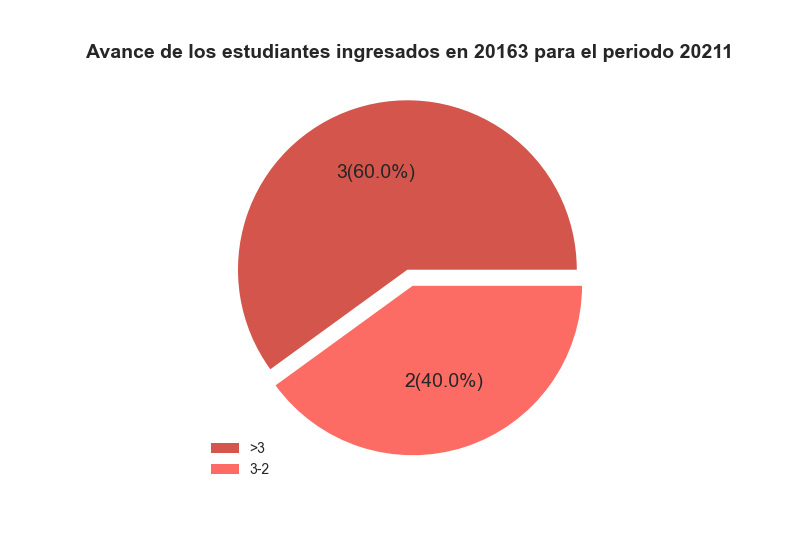 Avance de los estudiantes ingresados en 20163 para el periodo 20211
3(60.0%)
2(40.0%)
>3
3-2